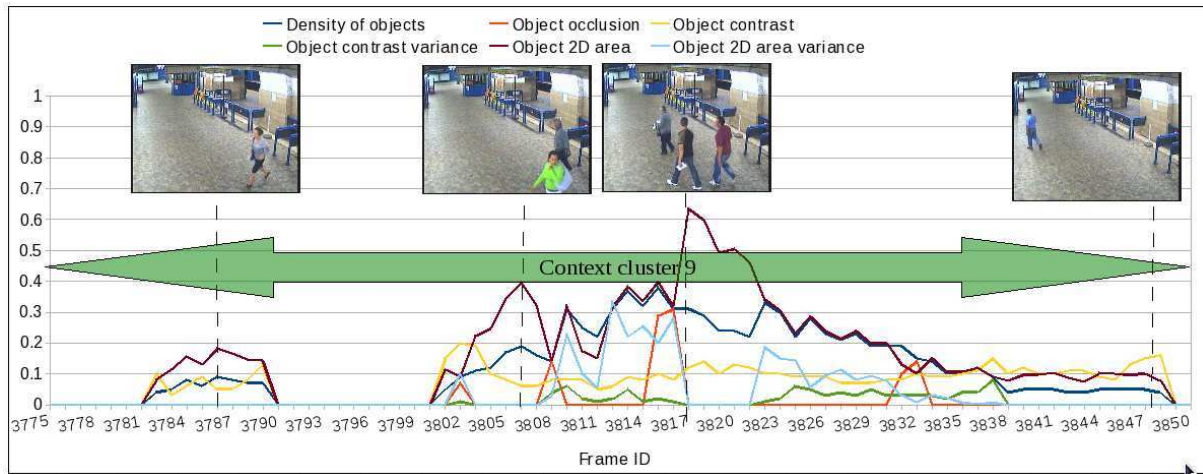 Density of objects Object occlusion Object contrast
Object contrast variance Object 2D area Object 2D area variance
1
0.9
0.8
0.7
0.6
0.5
Context cluster 9
0.4
0.3
0.2
0.1
0
3775 3778 3781 3784 3787 3790 3793 3796 3799 3802 3805 3808 3811 3814 3817 3820 3823 3826 3829 3832 3835 3838 3841 3844 3847 3850
Frame ID